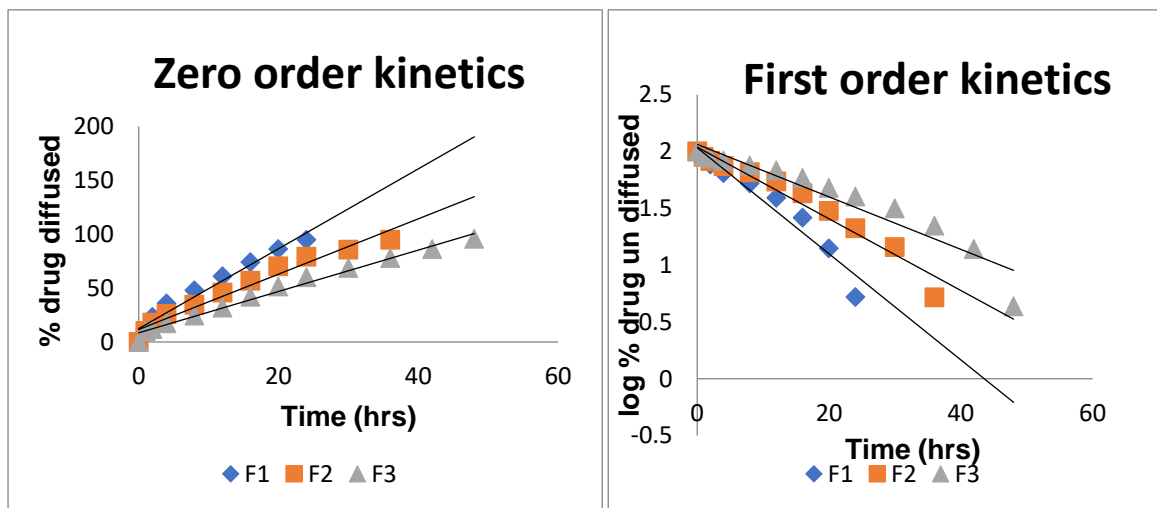 Zero order kinetics
200
150
100
50
0
% drug diffused
0 20 40 60
Time (hrs)
F1 F2 F3
First order kinetics
2.5
2
1.5
1
0.5
0
-0.5
log % drug un diffused
0 20 40 60
Time (hrs)
F1 F2 F3